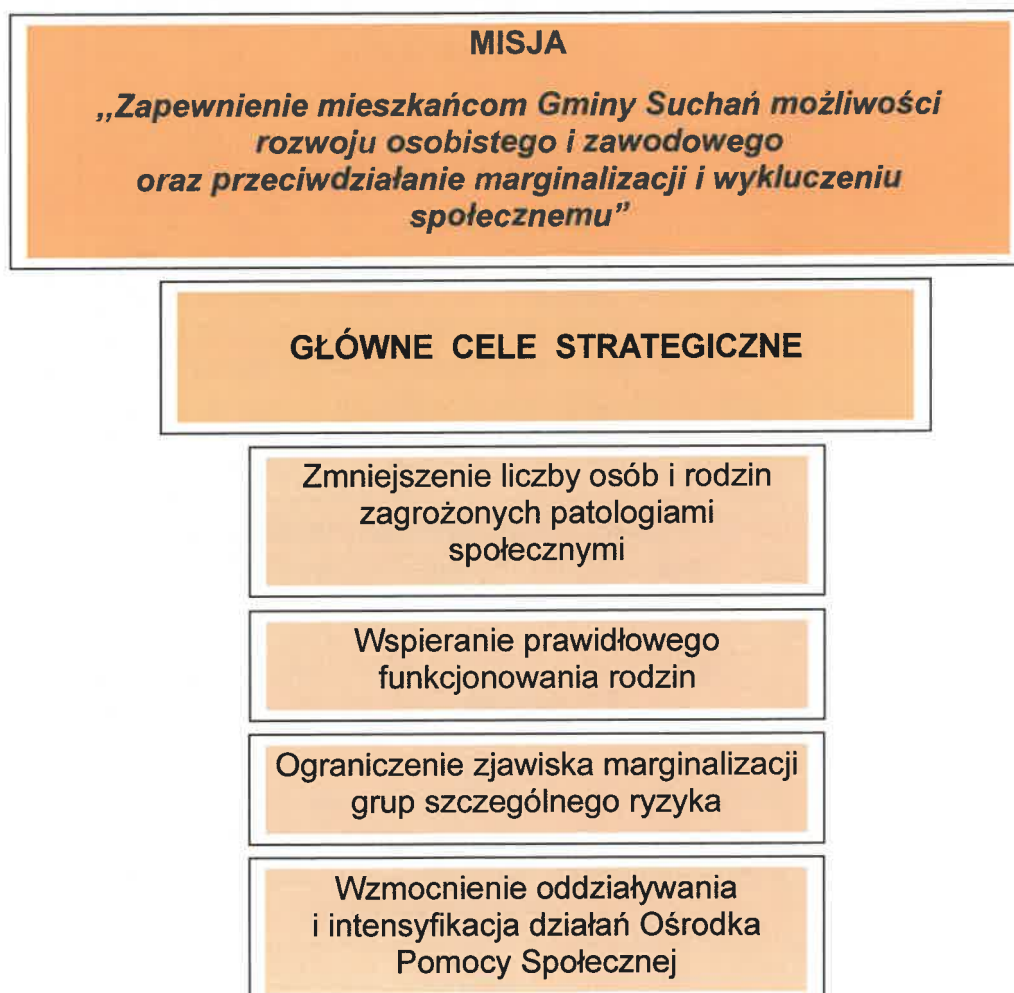 MISJA
,,Zapewnienie mieszkańcom Gminy Suchań możliwości
rozwoju osobistego i zawodowego
oraz przeciwdziałanie marginalizacji i wykluczeniu
społecznemu”
GŁÓWNE CELE STRATEGICZNE
Zmniejszenie liczby osób i rodzin
zagrożonych patologiami
społecznymi
Wspieranie prawidłowego
funkcjonowania rodzin
Ograniczenie zjawiska marginalizacji
grup szczególnego ryzyka
Wzmocnienie oddziaływania
i intensyfikacja działań Ośrodka
Pomocy Społecznej